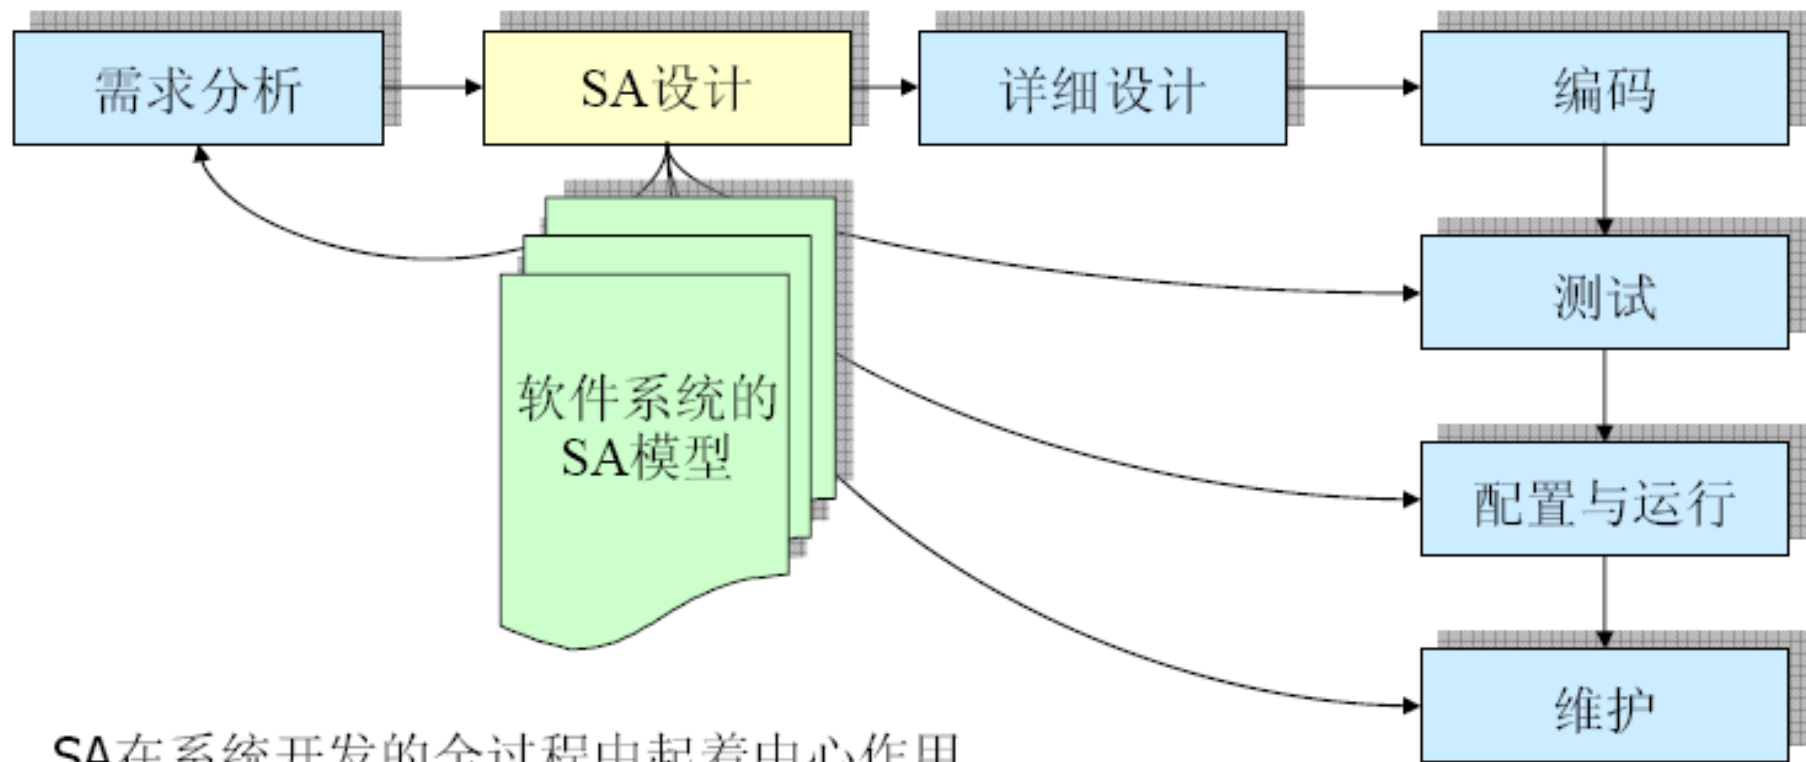 需求分析
SA设计
详细设计
编码
测试
软件系统的
SA模型
配置与运行
维护
SA在系统开发的全过程中起着中心作用